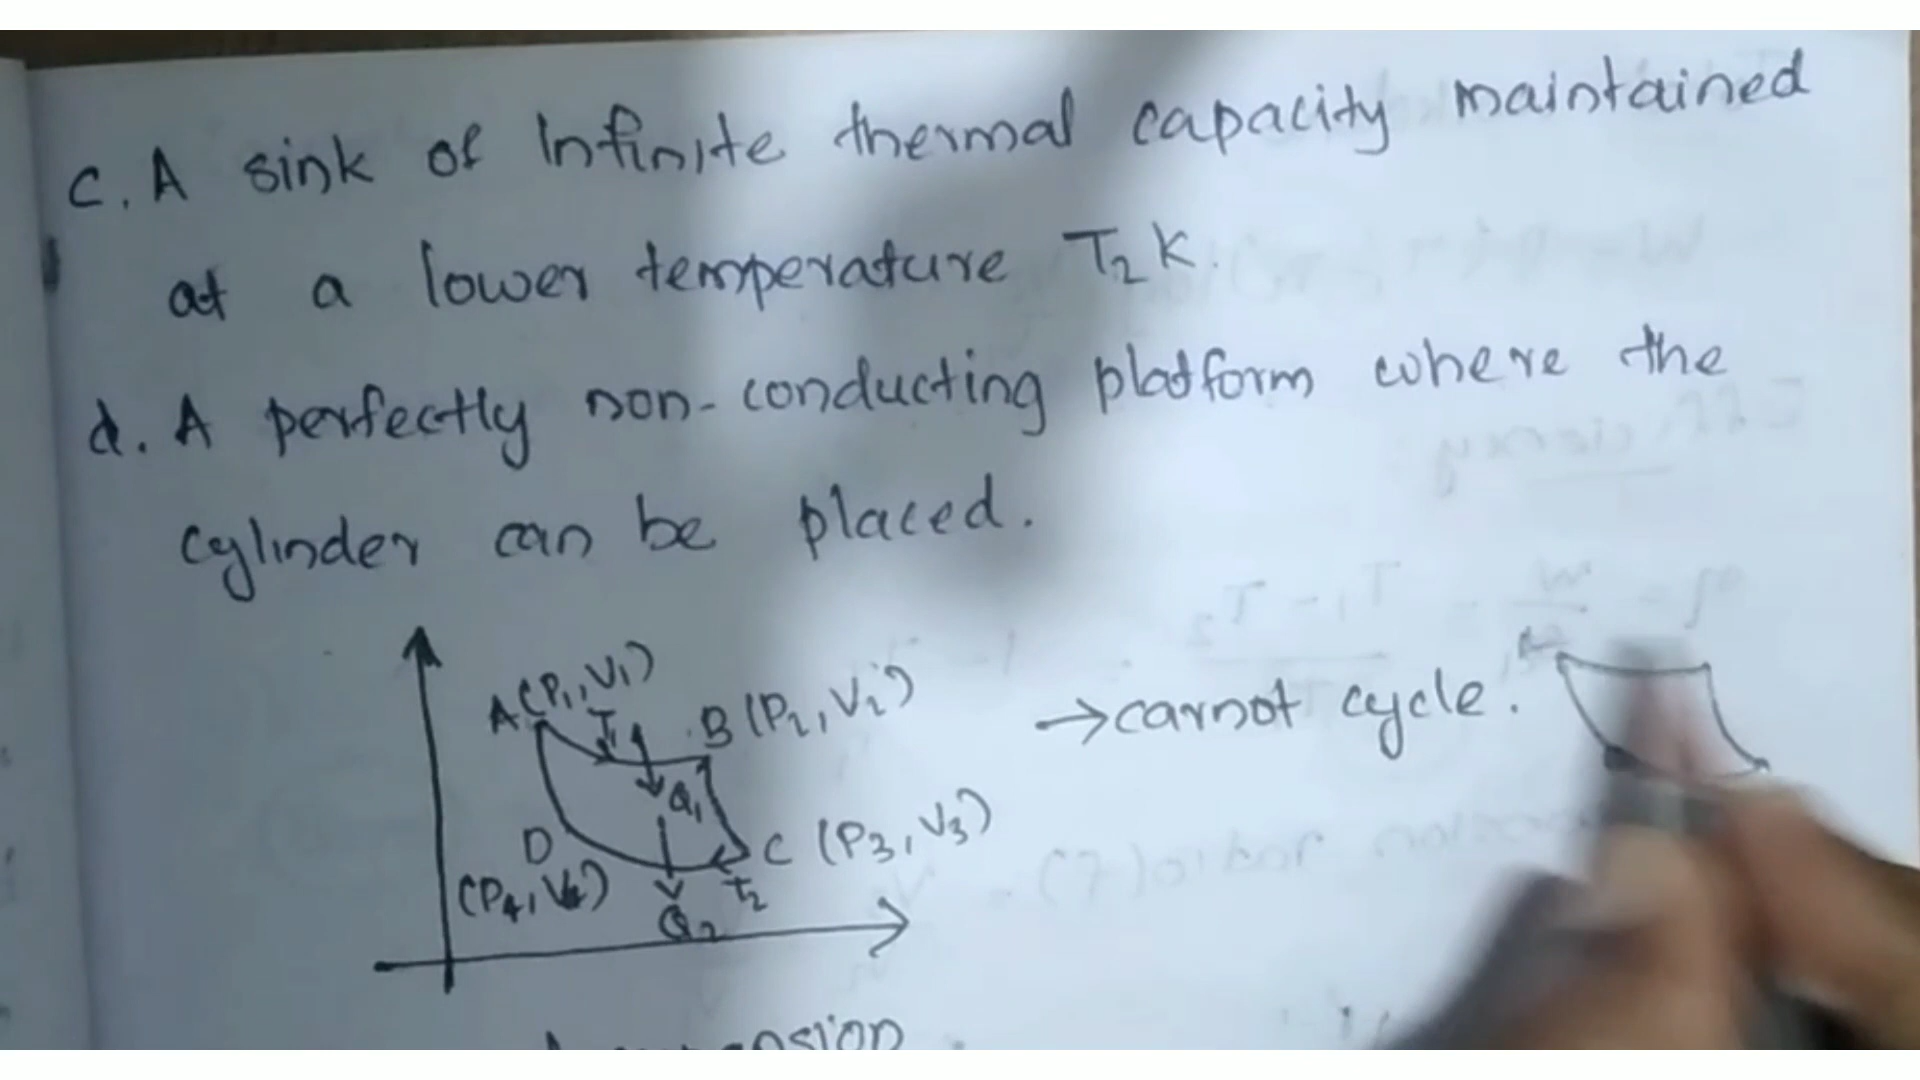 C. A sink of Infinite thermal capacity maintained
at a lower temperature T₂ K.
d. A perfectly non-conducting platform where the
cylinder can be placed.
A (P₁, V₁)
T₁
B (P₂, V₂)
→ carnot cycle.
Q₁
D
C (P₃, V₃)
(P₄, V₄)
T₂
Q₂